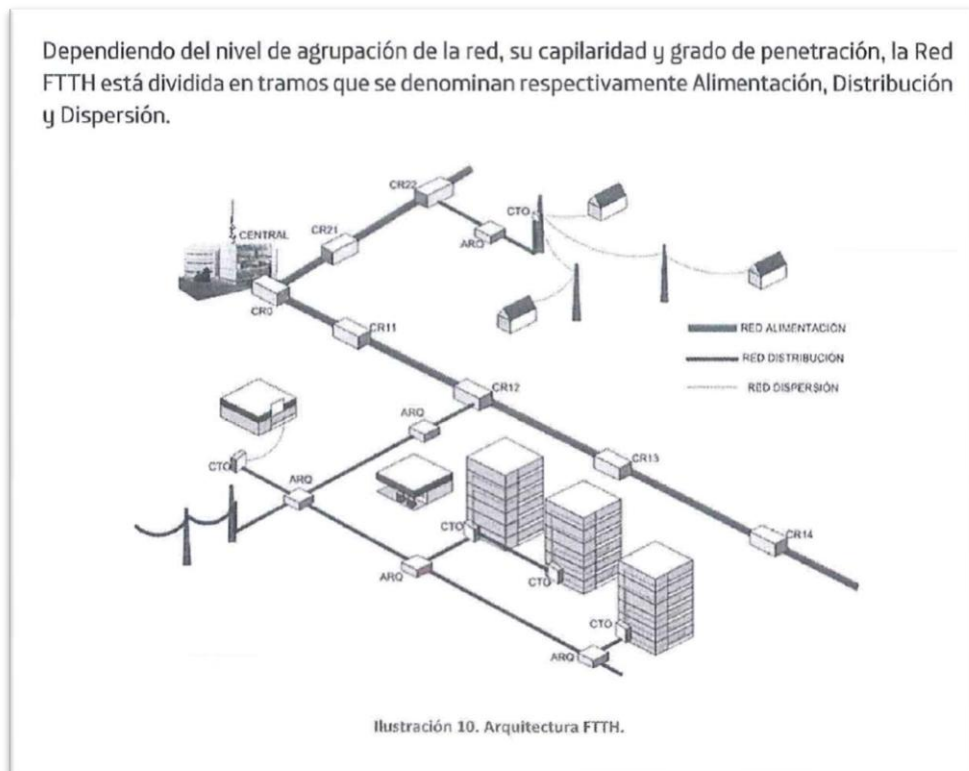 Dependiendo del nivel de agrupación de la red, su capilaridad y grado de penetración, la Red
FTTH está dividida en tramos que se denominan respectivamente Alimentación, Distribución
y Dispersión.
CR22
CTO
CENTRAL
CR21
ARQ
CR0
CR11
RED ALIMENTACIÓN
RED DISTRIBUCIÓN
RED DISPERSIÓN
CR12
ARQ
CR13
CTO
ARQ
CTO
CR14
ARQ
CTO
CTO
ARQ
Ilustración 10. Arquitectura FTTH.